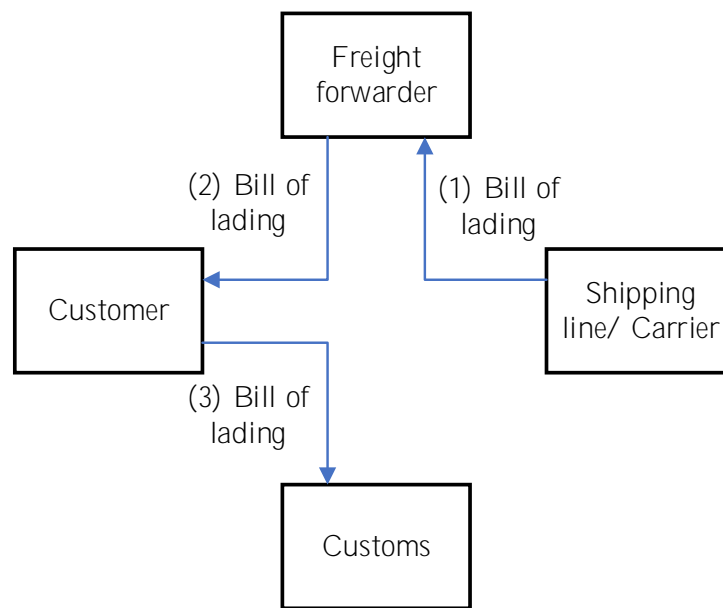 Freight
forwarder
(2) Bill of
lading
(1) Bill of
lading
Customer
Shipping
line/ Carrier
(3) Bill of
lading
Customs